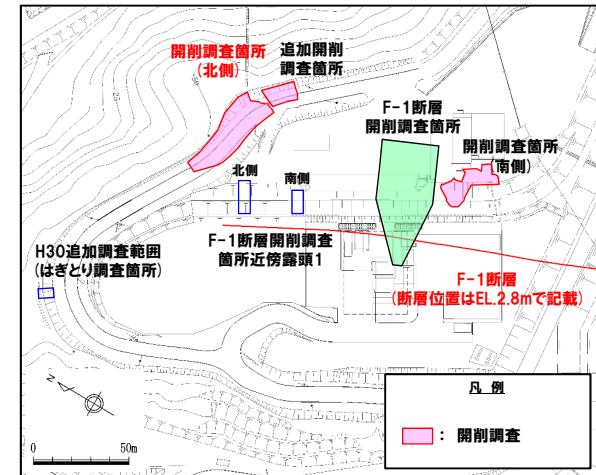 開削調査箇所
(北側)
追加開削
調査箇所
F-1断層
開削調査箇所
開削調査箇所
(南側)
北側
南側
H30追加調査範囲
(はぎとり調査箇所)
F-1断層開削調査
箇所近傍露頭1
F-1断層
(断層位置はEL.2.8mで記載)
N
0
50m
凡 例
: 開削調査